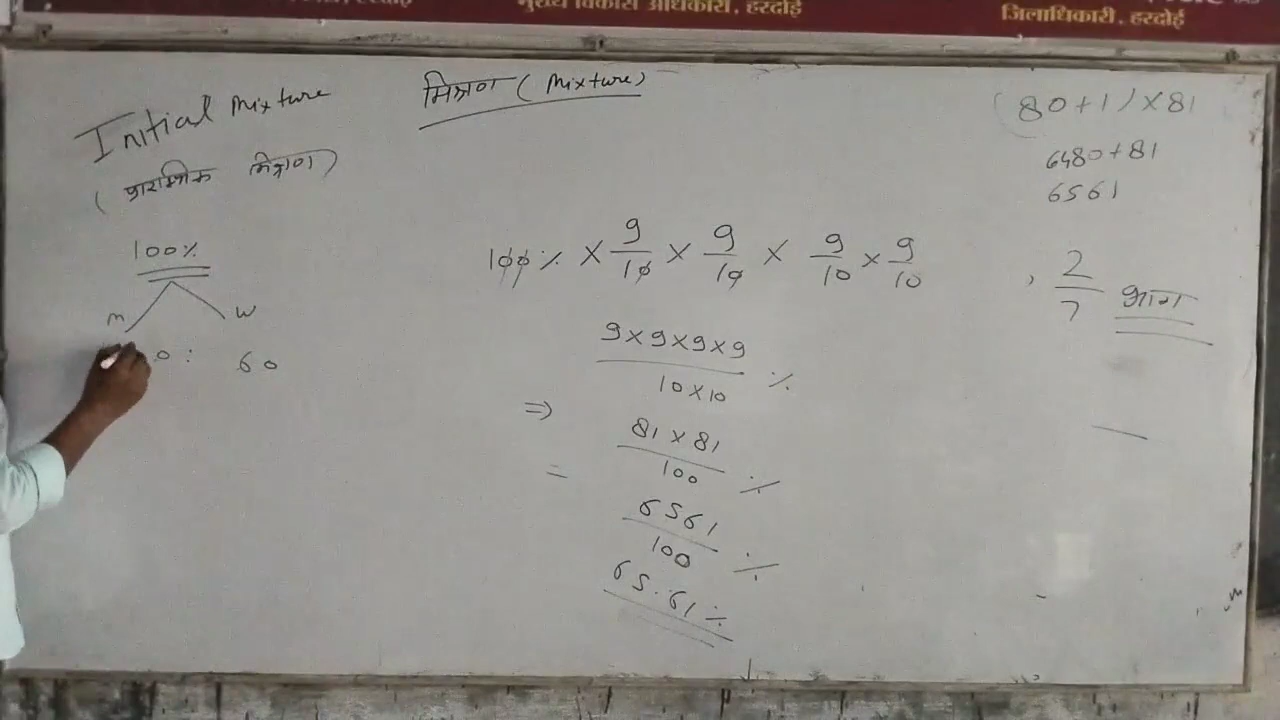 मुख्य विकास अधिकारी, हरदोई
जिलाधिकारी, हरदोई
मिश्रण (Mixture)
Initial Mixture
(प्रारम्भिक मिश्रण)
100%
m w
0 : 60
100% × 9/10 × 9/10 × 9/10 × 9/10
9×9×9×9
10×10 %
⇒ 81 × 81
= 100 %
6561
100 %
65.61%
(80+1)×81
6480+81
6561
, 2/7 भाग